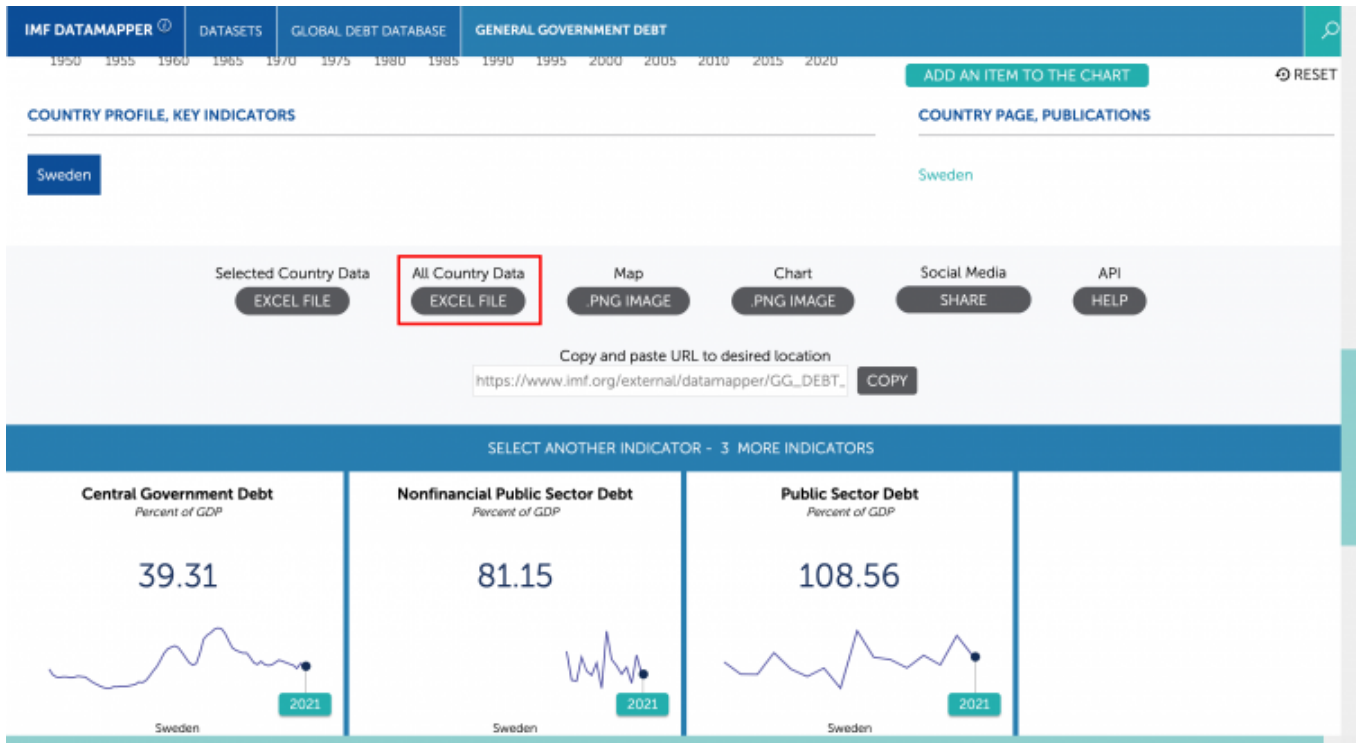 IMF DATAMAPPER DATASETS GLOBAL DEBT DATABASE GENERAL GOVERNMENT DEBT
1950 1955 1960 1965 1970 1975 1980 1985 1990 1995 2000 2005 2010 2015 2020
ADD AN ITEM TO THE CHART RESET
COUNTRY PROFILE, KEY INDICATORS COUNTRY PAGE, PUBLICATIONS
Sweden Sweden
Selected Country Data All Country Data Map Chart Social Media API
EXCEL FILE EXCEL FILE .PNG IMAGE .PNG IMAGE SHARE HELP
Copy and paste URL to desired location
https://www.imf.org/external/datamapper/GG_DEBT_ COPY
SELECT ANOTHER INDICATOR - 3 MORE INDICATORS
Central Government Debt Nonfinancial Public Sector Debt Public Sector Debt
Percent of GDP Percent of GDP Percent of GDP
39.31 81.15 108.56
2021 2021 2021
Sweden Sweden Sweden